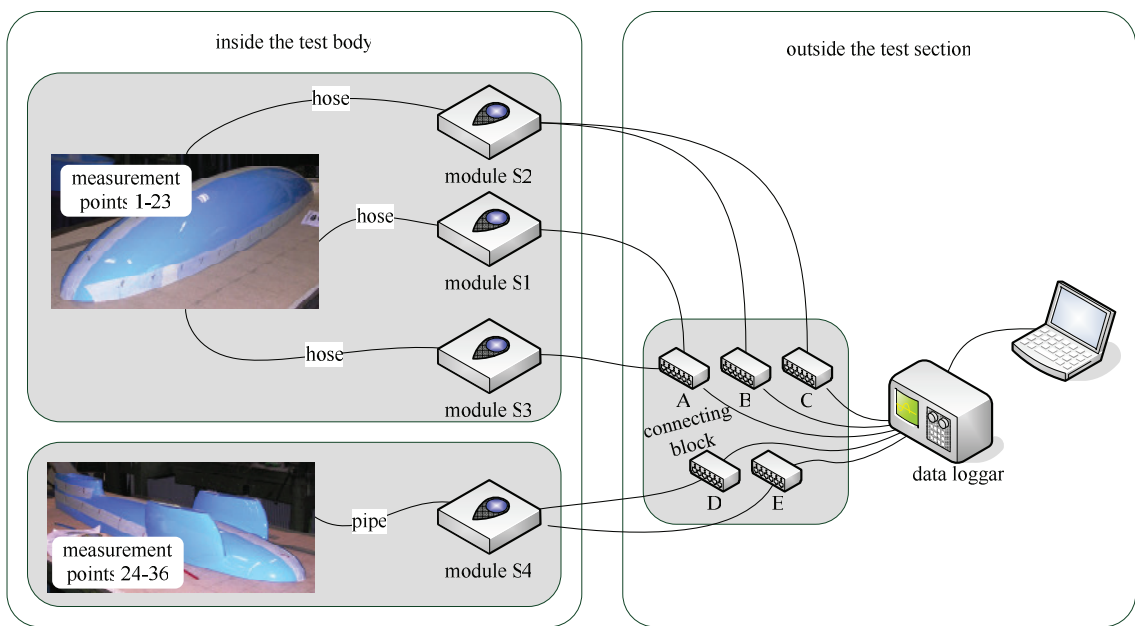 inside the test body
outside the test section
hose
measurement
points 1-23
module S2
hose
module S1
hose
module S3
A
B
C
connecting
block
D
E
data loggar
pipe
measurement
points 24-36
module S4